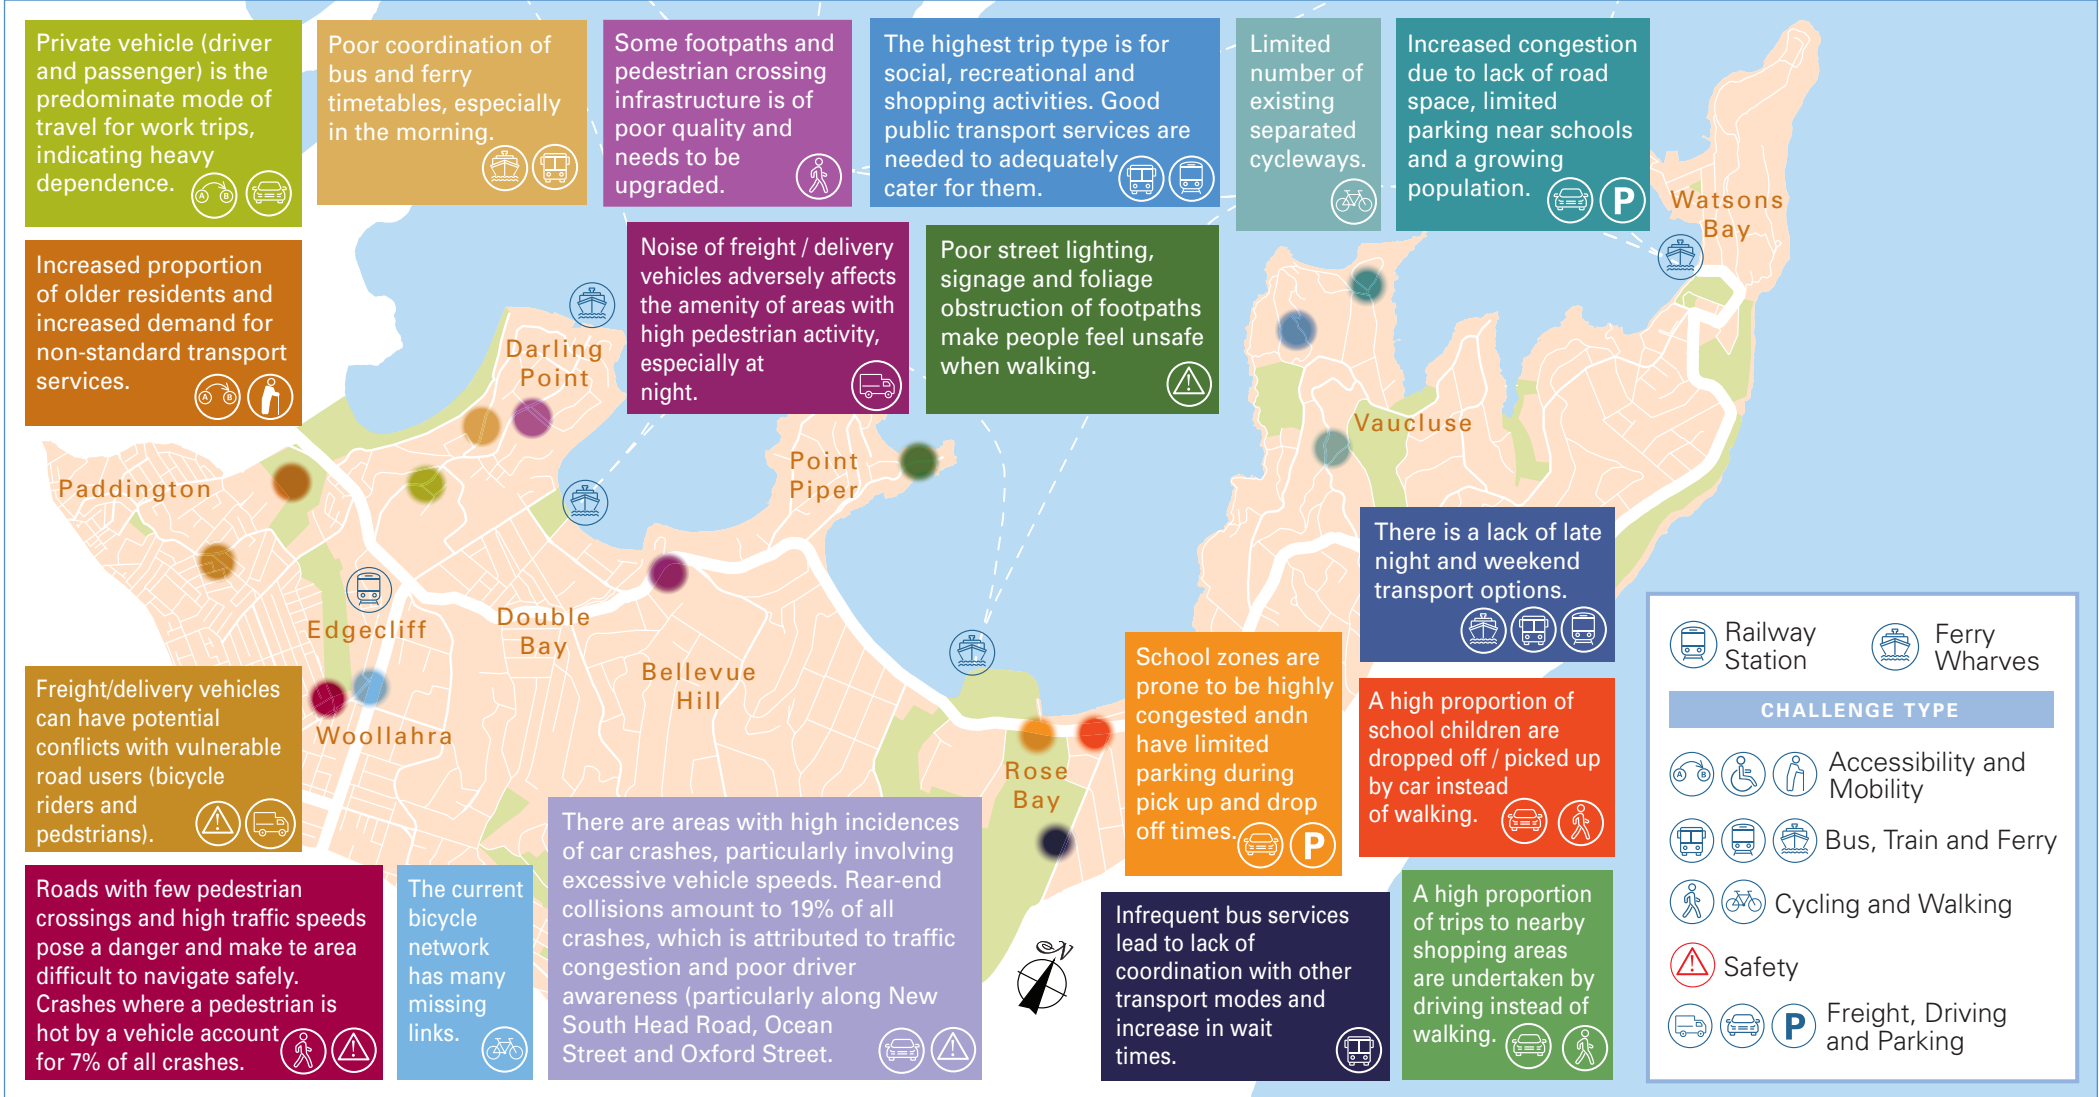 Private vehicle (driver
and passenger) is the
predominate mode of
travel for work trips,
indicating heavy
dependence.
A B
Poor coordination of
bus and ferry
timetables, especially
in the morning.
Some footpaths and
pedestrian crossing
infrastructure is of
poor quality and
needs to be
upgraded.
The highest trip type is for
social, recreational and
shopping activities. Good
public transport services are
needed to adequately
cater for them.
Limited
number of
existing
separated
cycleways.
Increased congestion
due to lack of road
space, limited
parking near schools
and a growing
population.
P
Watsons
Bay
Increased proportion
of older residents and
increased demand for
non-standard transport
services.
A B
Noise of freight / delivery
vehicles adversely affects
the amenity of areas with
high pedestrian activity,
especially at
night.
Poor street lighting,
signage and foliage
obstruction of footpaths
make people feel unsafe
when walking.
Darling
Point
Vaucluse
Point
Piper
Paddington
There is a lack of late
night and weekend
transport options.
Edgecliff
Double
Bay
Bellevue
Hill
Woollahra
Rose
Bay
School zones are
prone to be highly
congested andn
have limited
parking during
pick up and drop
off times.
P
A high proportion of
school children are
dropped off / picked up
by car instead
of walking.
Freight/delivery vehicles
can have potential
conflicts with vulnerable
road users (bicycle
riders and
pedstrians).
Roads with few pedestrian
crossings and high traffic speeds
pose a danger and make te area
difficult to navigate safely.
Crashes where a pedestrian is
hot by a vehicle account
for 7% of all crashes.
The current
bicycle
network
has many
missing
links.
There are areas with high incidences
of car crashes, particularly involving
excessive vehicle speeds. Rear-end
collisions amount to 19% of all
crashes, which is attributed to traffic
congestion and poor driver
awareness (particularly along New
South Head Road, Ocean
Street and Oxford Street.
N
Infrequent bus services
lead to lack of
coordination with other
transport modes and
increase in wait
times.
A high proportion
of trips to nearby
shopping areas
are undertaken by
driving instead of
walking.
Railway
Station
Ferry
Wharves
CHALLENGE TYPE
A B
Accessibility and
Mobility
Bus, Train and Ferry
Cycling and Walking
Safety
P
Freight, Driving
and Parking